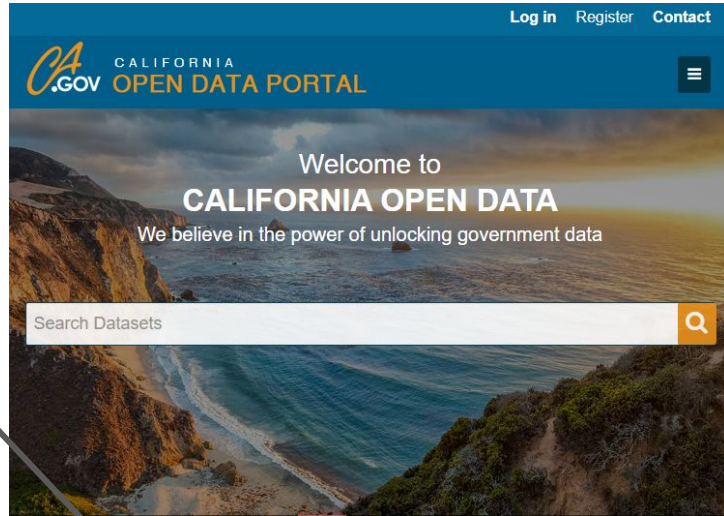 Log in Register Contact
CA
.GOV
CALIFORNIA
OPEN DATA PORTAL
Welcome to
CALIFORNIA OPEN DATA
We believe in the power of unlocking government data
Search Datasets